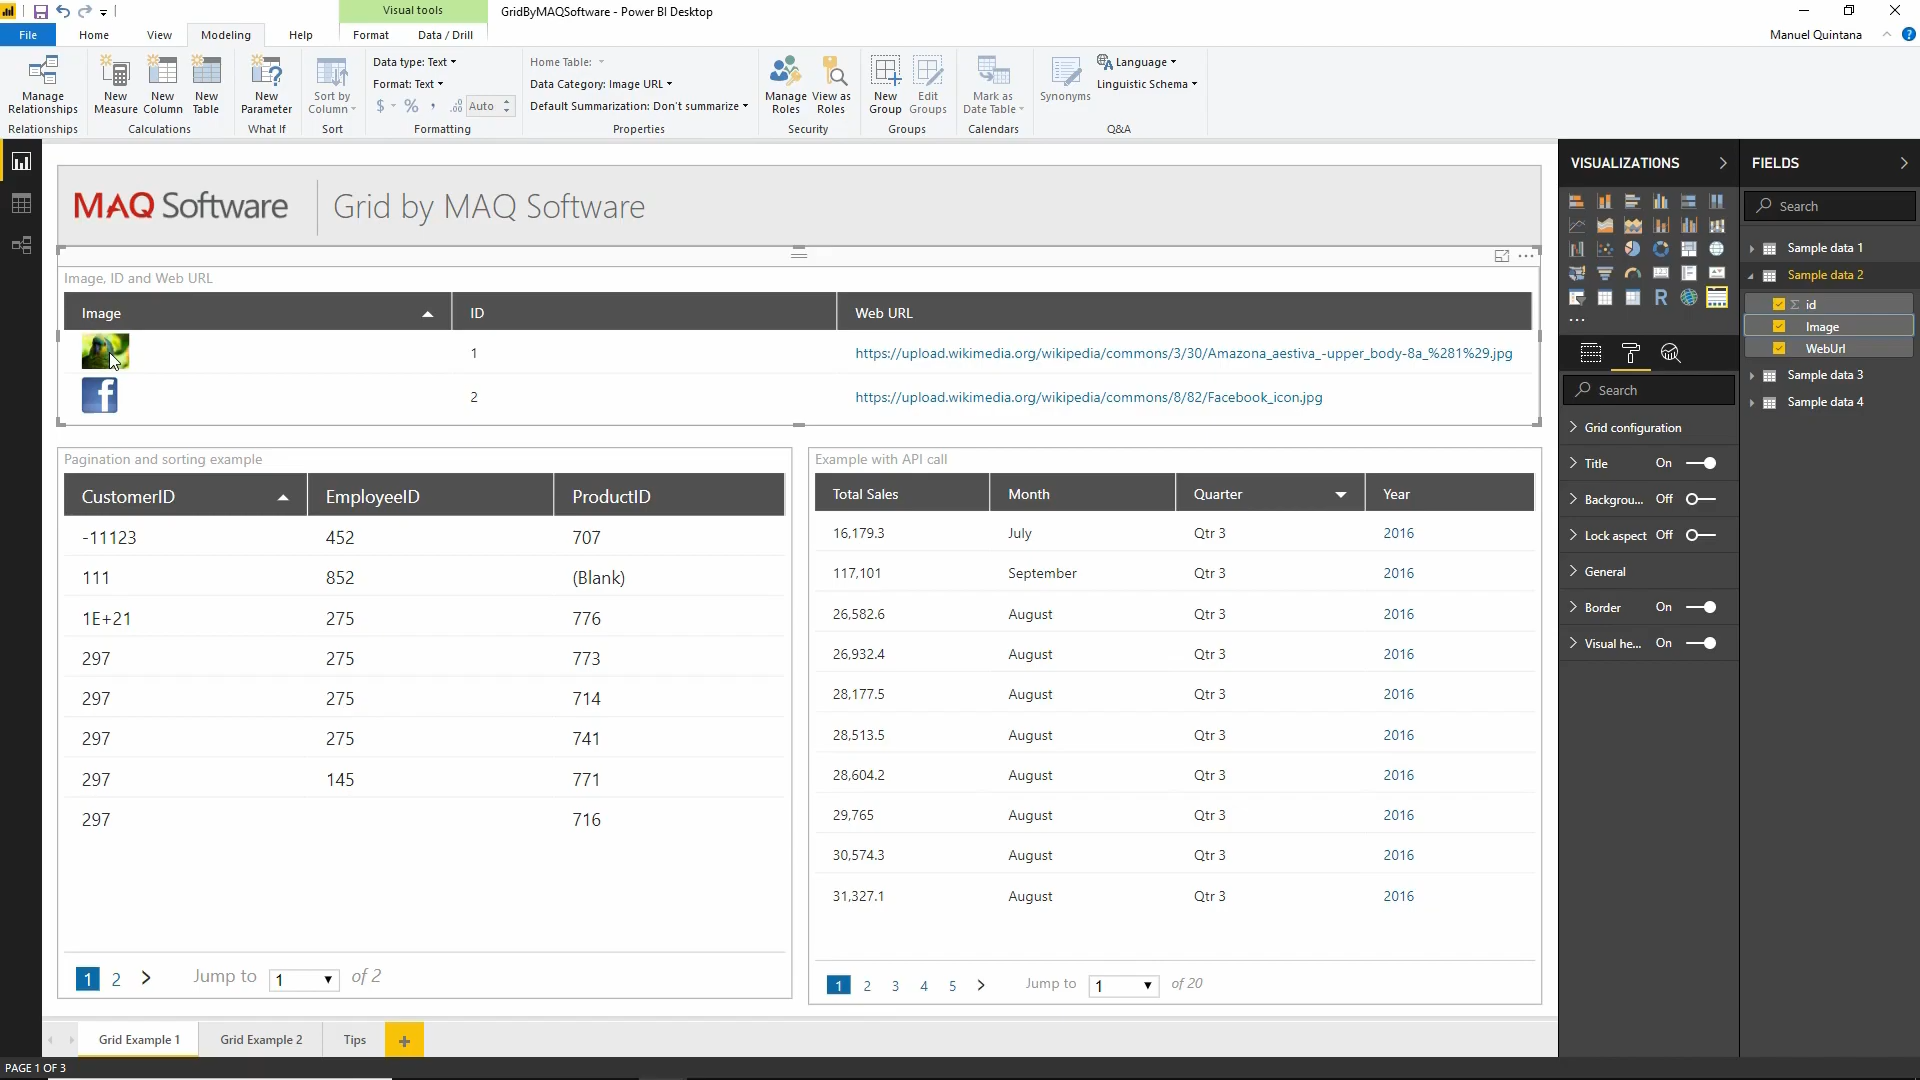 Visual tools
GridByMAQSoftware - Power BI Desktop
File
Home
View
Modeling
Help
Format
Data / Drill
Manuel Quintana
?
Manage Relationships
New Measure
New Column
New Table
New Parameter
Sort by Column
Data type: Text
Format: Text
$ % , .00 Auto
Home Table:
Data Category: Image URL
Default Summarization: Don't summarize
Manage Roles
View as Roles
New Group
Edit Groups
Mark as Date Table
Synonyms
Language
Linguistic Schema
Relationships
Calculations
What If
Sort
Formatting
Properties
Security
Groups
Calendars
Q&A
MAQ Software
Grid by MAQ Software
Image, ID and Web URL
Image ID Web URL
1 https://upload.wikimedia.org/wikipedia/commons/3/30/Amazona_aestiva_-upper_body-8a_%281%29.jpg
f 2 https://upload.wikimedia.org/wikipedia/commons/8/82/Facebook_icon.jpg
Pagination and sorting example
CustomerID EmployeeID ProductID
-11123 452 707
111 852 (Blank)
1E+21 275 776
297 275 773
297 275 714
297 275 741
297 145 771
297 716
1 2 > Jump to 1 of 2
Example with API call
Total Sales Month Quarter Year
16,179.3 July Qtr 3 2016
117,101 September Qtr 3 2016
26,582.6 August Qtr 3 2016
26,932.4 August Qtr 3 2016
28,177.5 August Qtr 3 2016
28,513.5 August Qtr 3 2016
28,604.2 August Qtr 3 2016
29,765 August Qtr 3 2016
30,574.3 August Qtr 3 2016
31,327.1 August Qtr 3 2016
1 2 3 4 5 > Jump to 1 of 20
VISUALIZATIONS
R
...
Search
Grid configuration
Title On
Backgrou... Off
Lock aspect Off
General
Border On
Visual he... On
FIELDS
Search
Sample data 1
Sample data 2
Σ id
Image
WebUrl
Sample data 3
Sample data 4
Grid Example 1
Grid Example 2
Tips
+
PAGE 1 OF 3